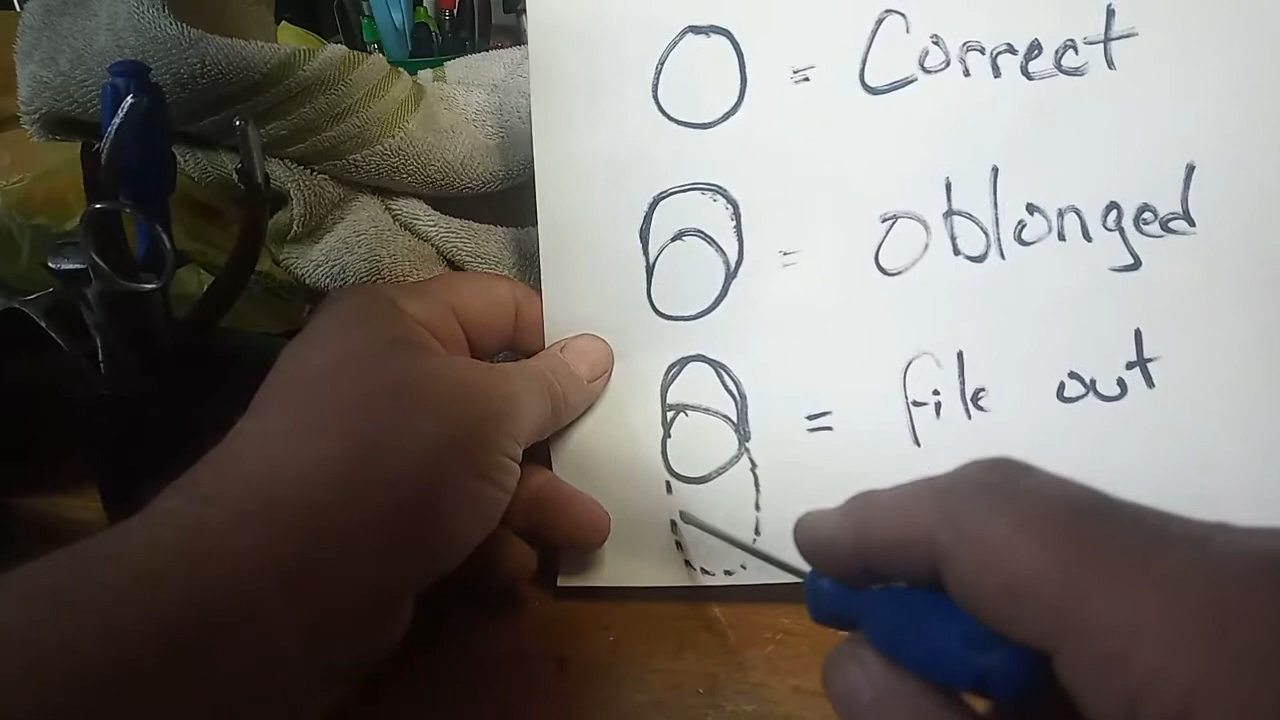 = Correct
= oblonged
= file out